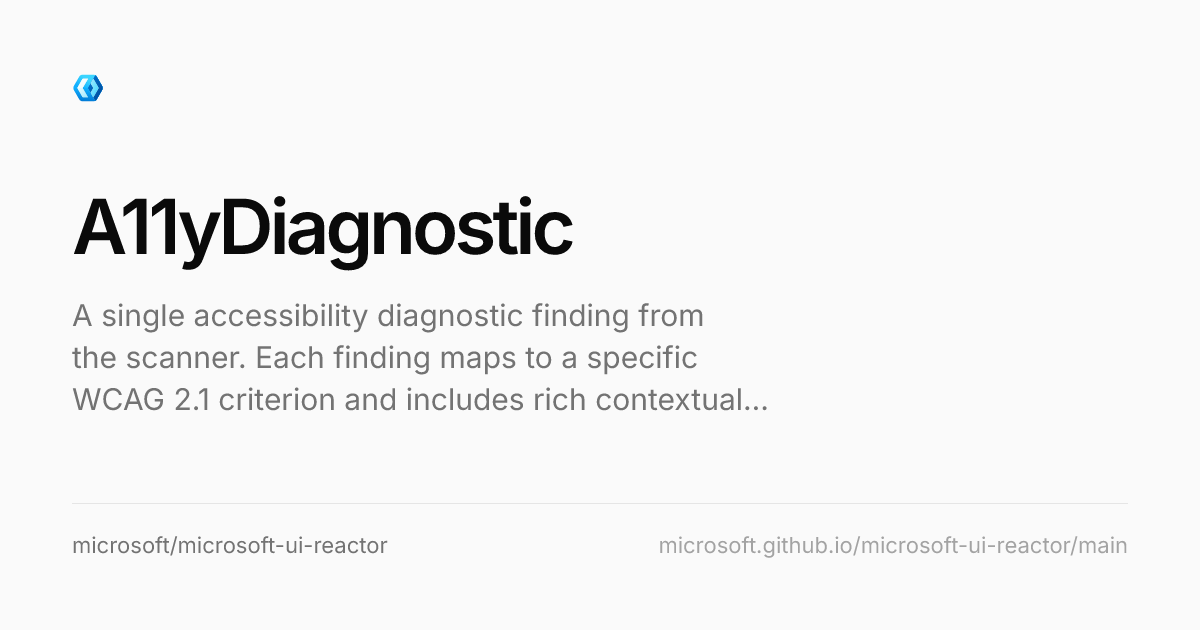 A11yDiagnostic
A single accessibility diagnostic finding from
the scanner. Each finding maps to a specific
WCAG 2.1 criterion and includes rich contextual...
microsoft/microsoft-ui-reactor
microsoft.github.io/microsoft-ui-reactor/main